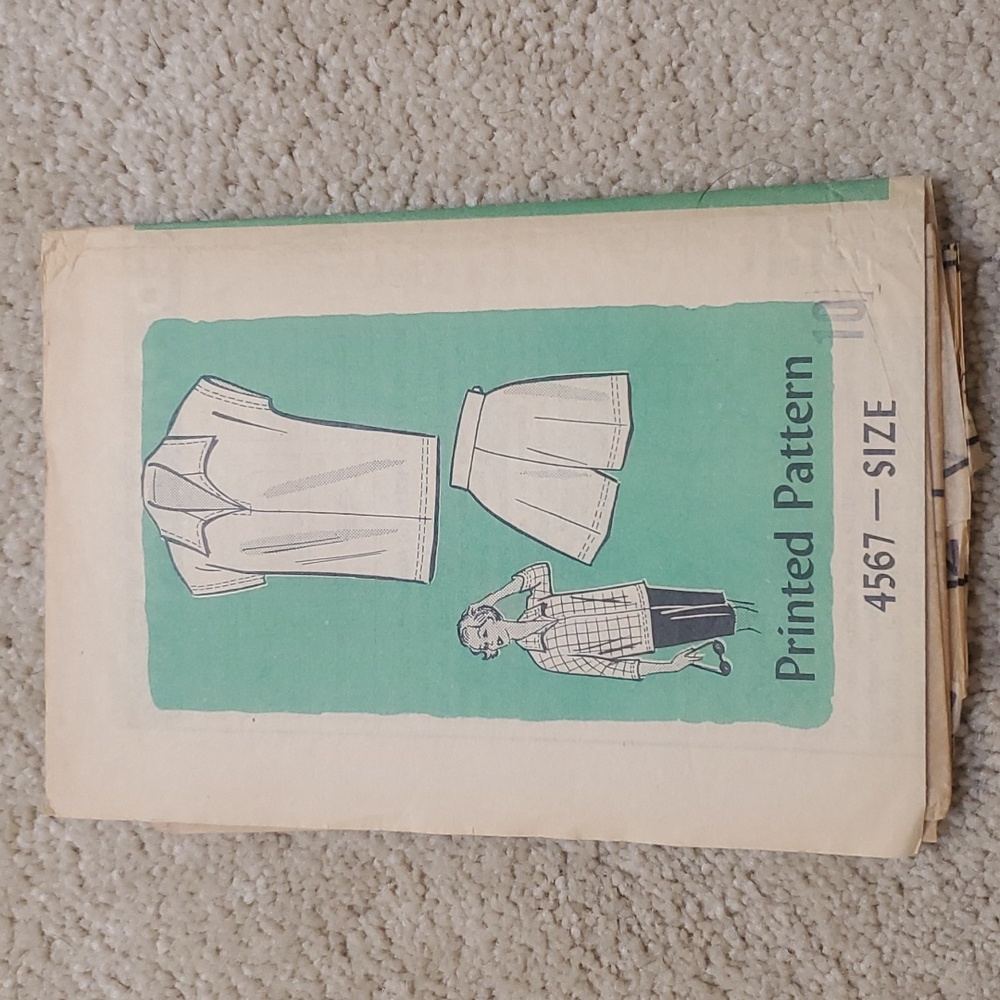 Printed Pattern
4567 — SIZE 10